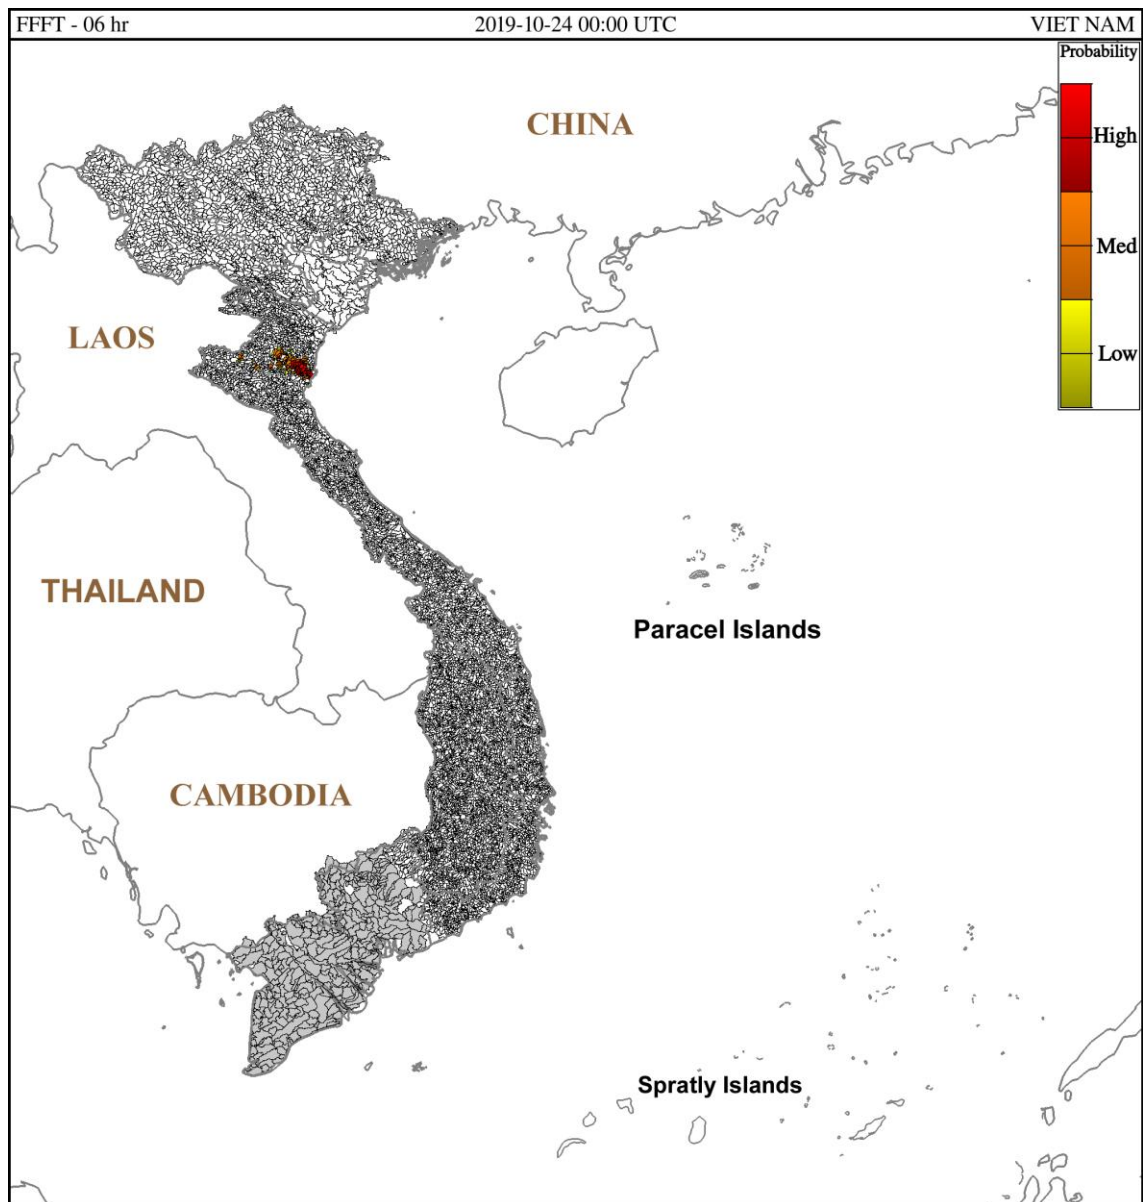 FFFT - 06 hr 2019-10-24 00:00 UTC VIET NAM
Probability
CHINA
High
Med
LAOS
Low
THAILAND
Paracel Islands
CAMBODIA
Spratly Islands